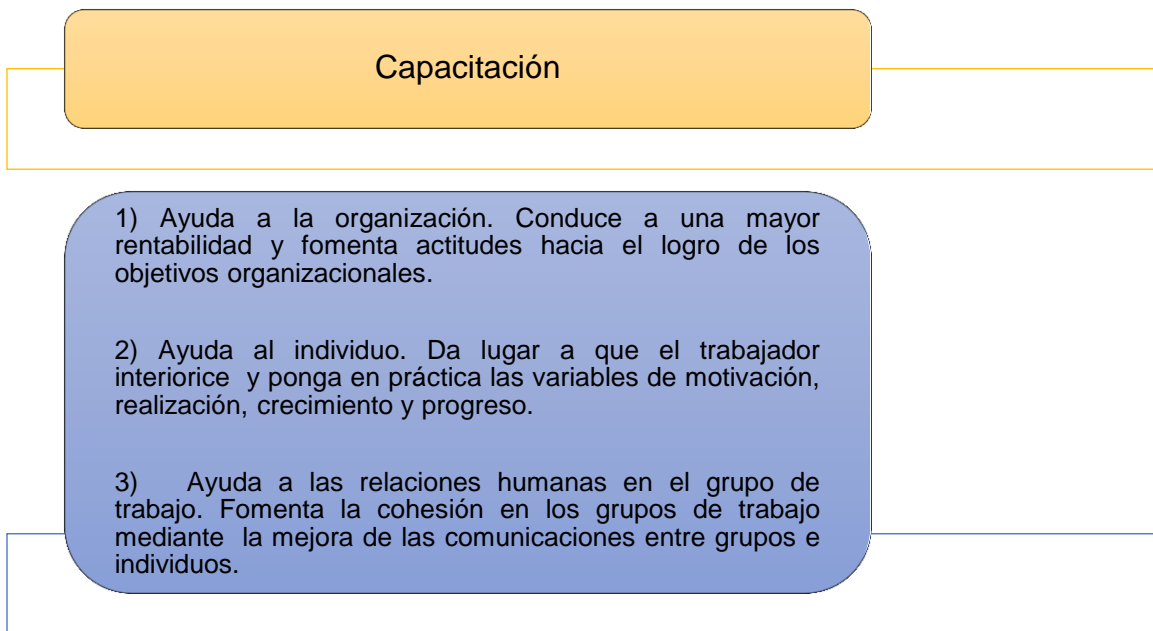 Capacitación
1) Ayuda a la organización. Conduce a una mayor
rentabilidad y fomenta actitudes hacia el logro de los
objetivos organizacionales.
2) Ayuda al individuo. Da lugar a que el trabajador
interiorice y ponga en práctica las variables de motivación,
realización, crecimiento y progreso.
3) Ayuda a las relaciones humanas en el grupo de
trabajo. Fomenta la cohesión en los grupos de trabajo
mediante la mejora de las comunicaciones entre grupos e
individuos.